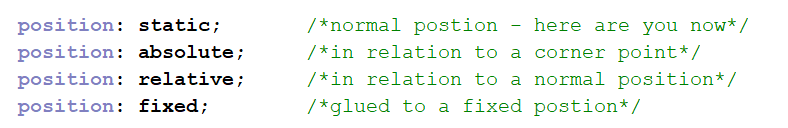 position: static;       /*normal postion – here are you now*/
position: absolute;     /*in relation to a corner point*/
position: relative;     /*in relation to a normal position*/
position: fixed;        /*glued to a fixed postion*/